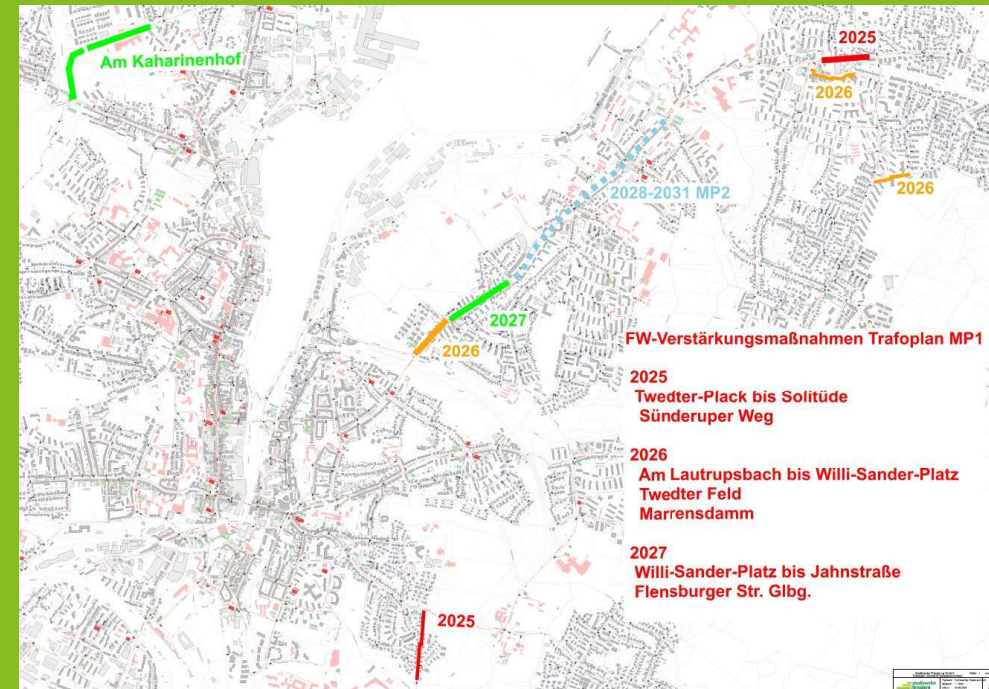 Am Kaharinenhof
2025
2026
2026
2028-2031 MP2
2027
2026
FW-Verstärkungsmaßnahmen Trafoplan MP1
2025
Twedter-Plack bis Solitüde
Sünderuper Weg
2026
Am Lautrupsbach bis Willi-Sander-Platz
Twedter Feld
Marrensdamm
2027
Willi-Sander-Platz bis Jahnstraße
Flensburger Str. Glbg.
2025